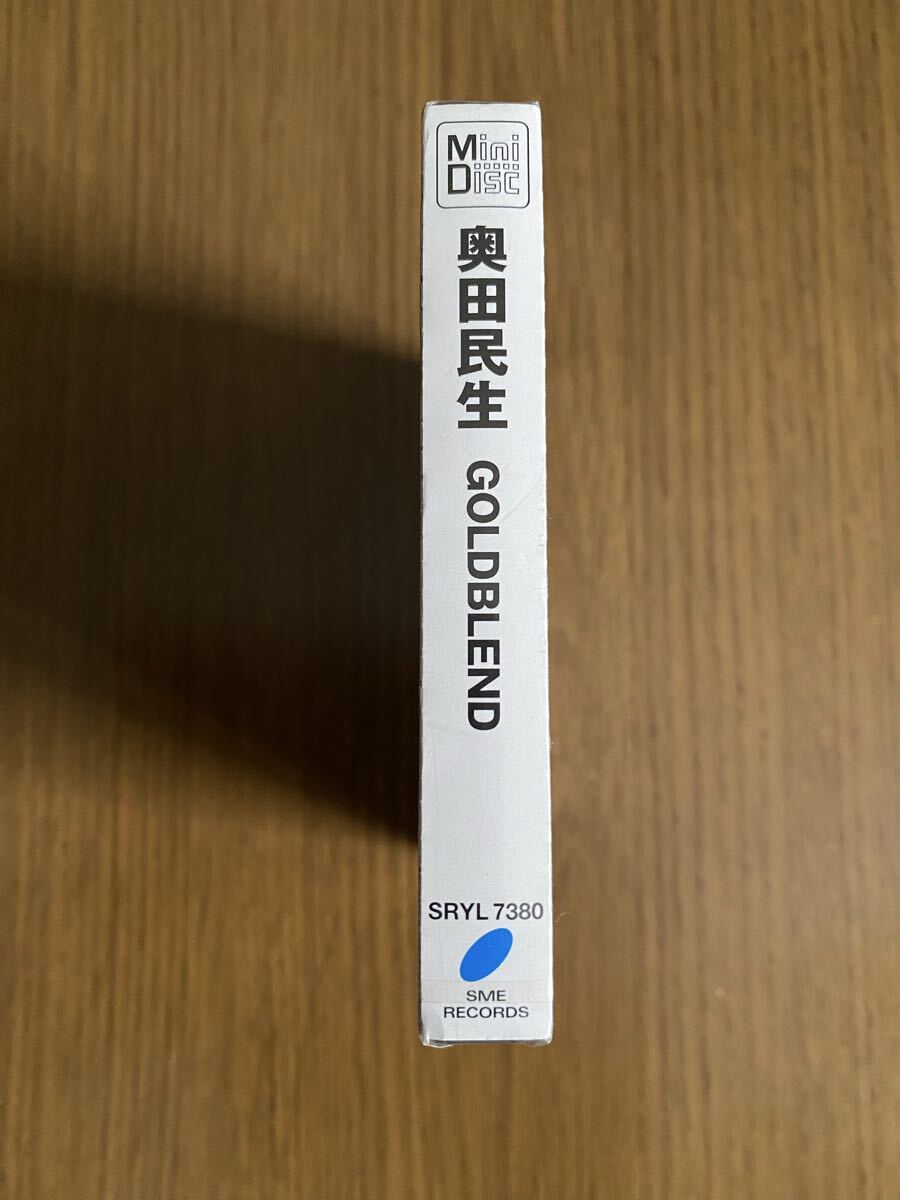 Mini
Disc
奥田民生 GOLDBLEND
SRYL 7380
SME
RECORDS